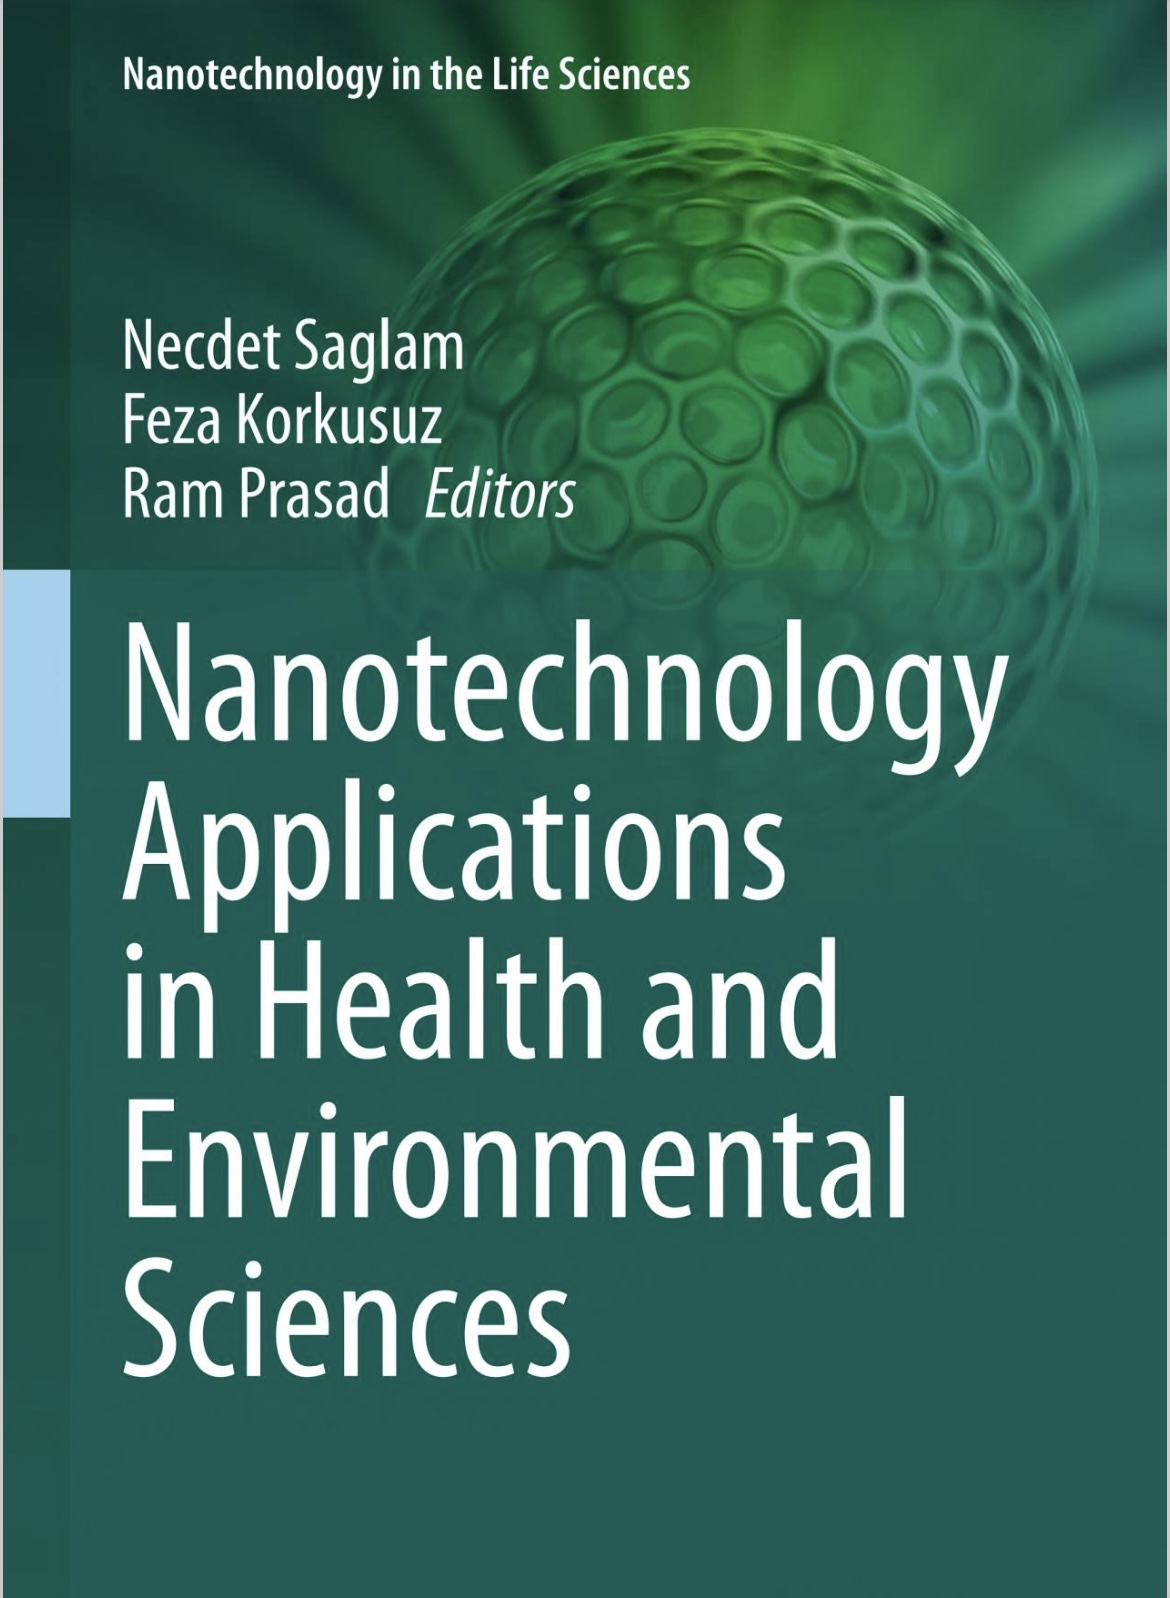 Nanotechnology in the Life Sciences
Necdet Saglam
Feza Korkusuz
Ram Prasad Editors
Nanotechnology
Applications
in Health and
Environmental
Sciences